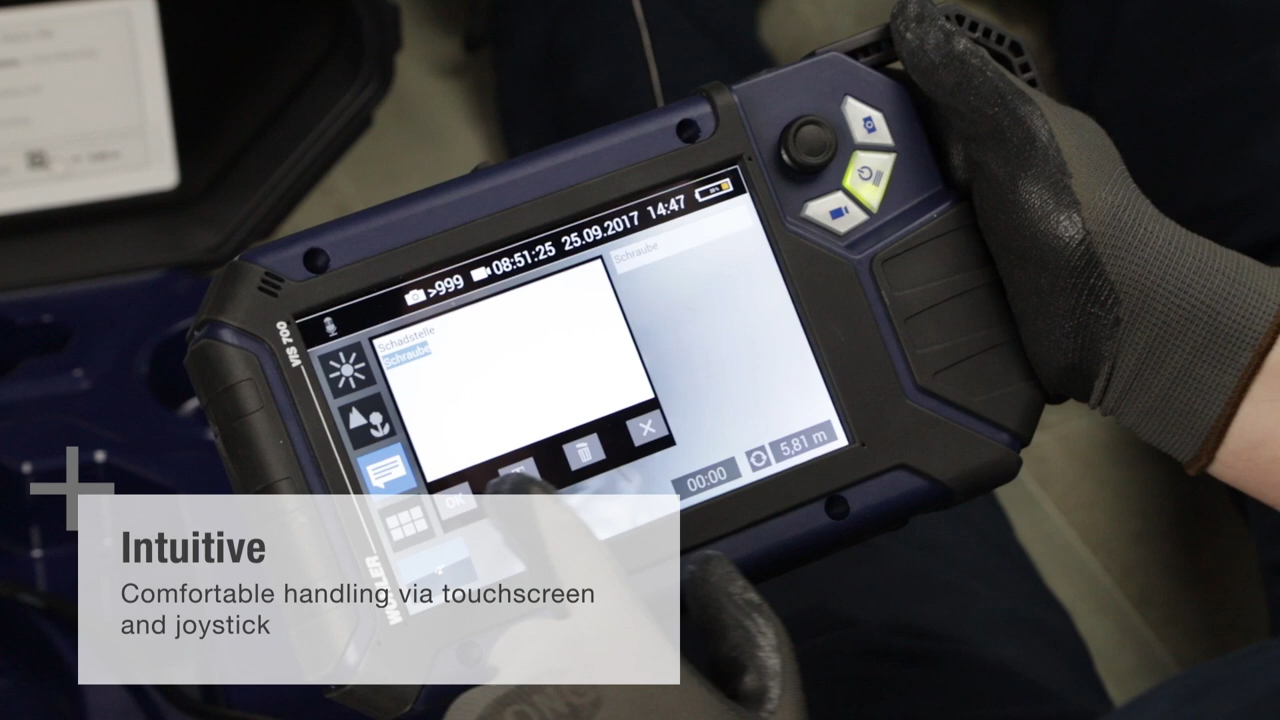 >999 08:51:25 25.09.2017 14:47
Schraube
Schadstelle
Schraube
VIS 700
OK
00:00
5,81 m
Intuitive
Comfortable handling via touchscreen
and joystick